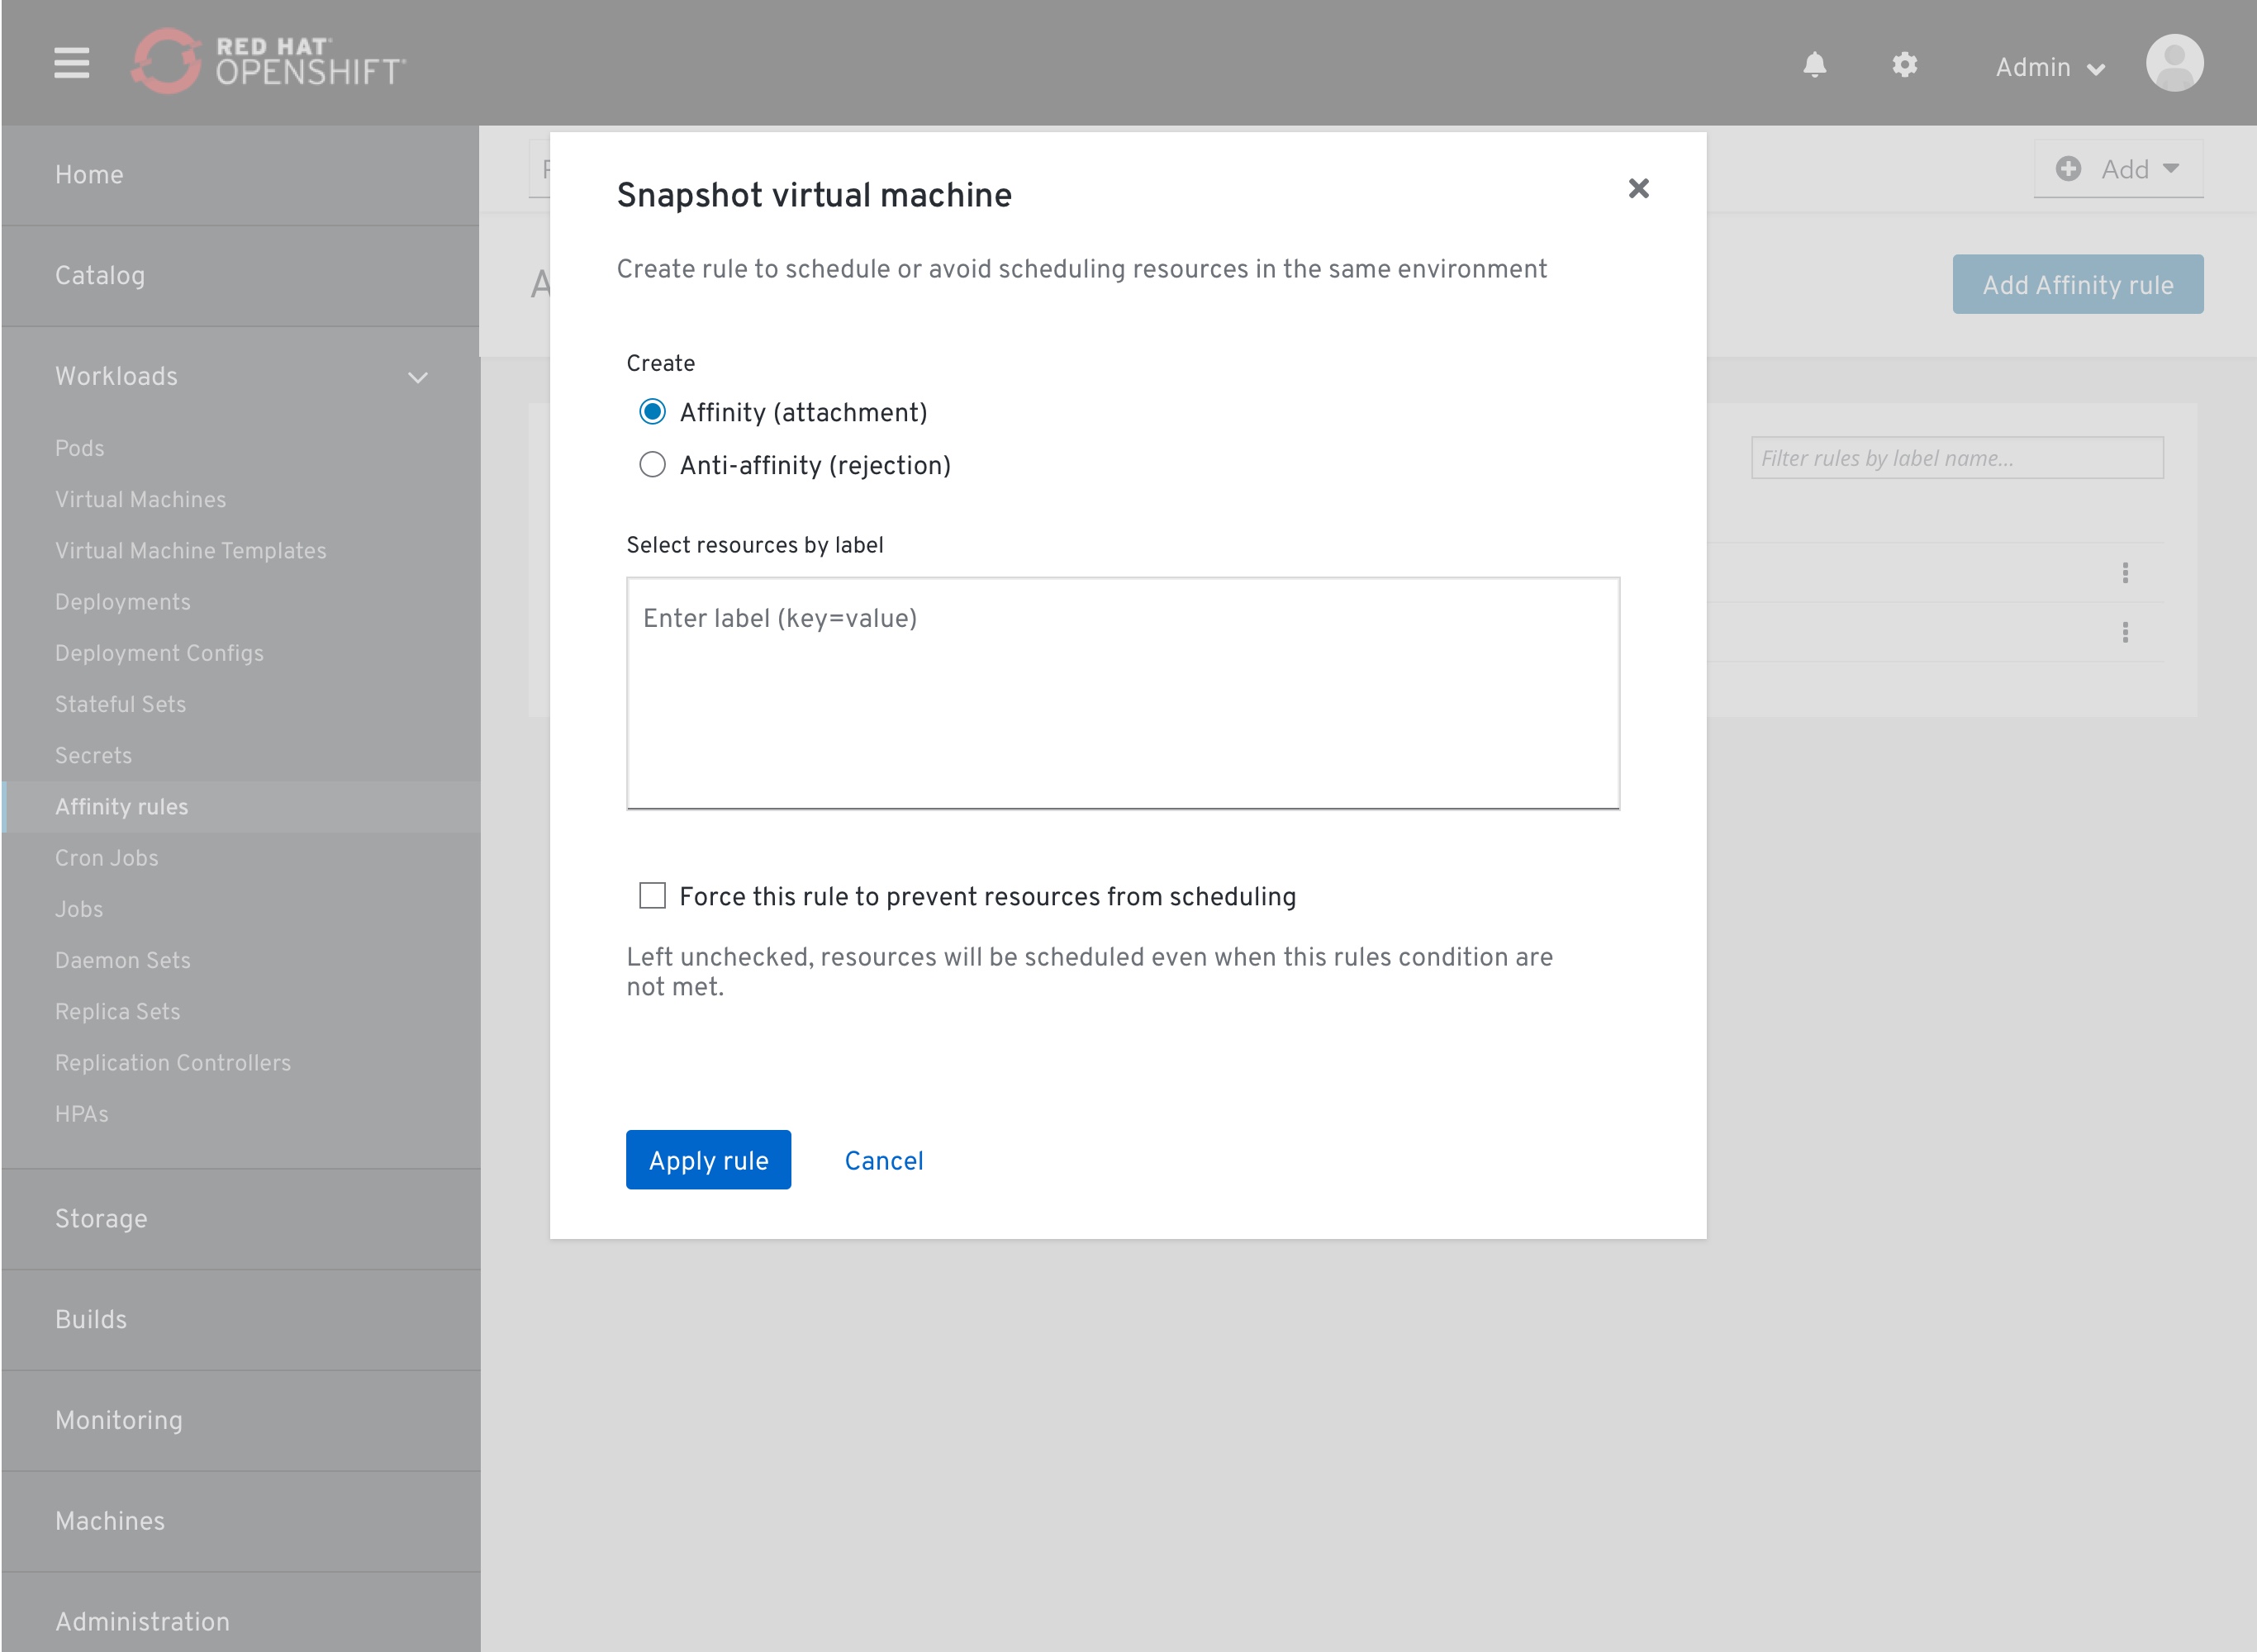 RED HAT®
OPENSHIFT®
Admin
Home
Catalog
Workloads
Pods
Virtual Machines
Virtual Machine Templates
Deployments
Deployment Configs
Stateful Sets
Secrets
Affinity rules
Cron Jobs
Jobs
Daemon Sets
Replica Sets
Replication Controllers
HPAs
Storage
Builds
Monitoring
Machines
Administration
Add
Add Affinity rule
Filter rules by label name...
Snapshot virtual machine
Create rule to schedule or avoid scheduling resources in the same environment
Create
Affinity (attachment)
Anti-affinity (rejection)
Select resources by label
Enter label (key=value)
Force this rule to prevent resources from scheduling
Left unchecked, resources will be scheduled even when this rules condition are
not met.
Apply rule
Cancel